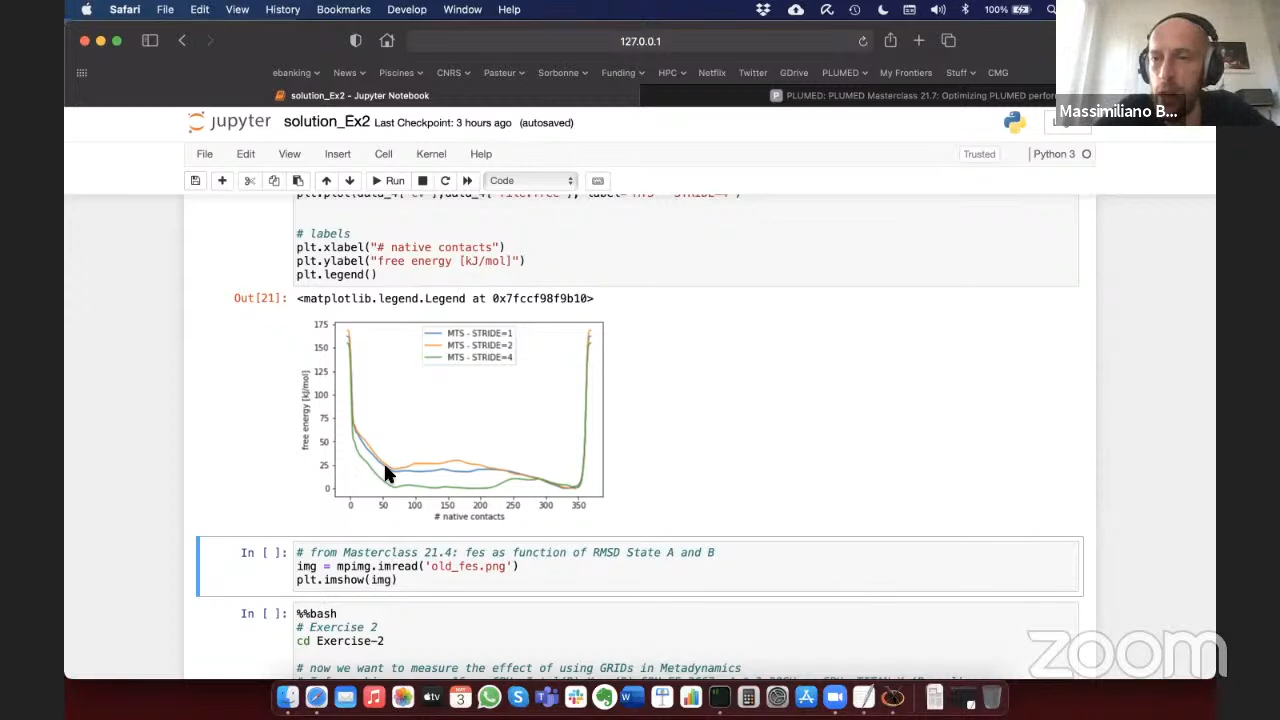 Safari File Edit View History Bookmarks Develop Window Help 100%
127.0.0.1
ebanking News Piscines CNRS Pasteur Sorbonne Funding HPC Netflix Twitter GDrive PLUMED My Frontiers Stuff CMG
solution_Ex2 - Jupyter Notebook
PLUMED: PLUMED Masterclass 21.7: Optimizing PLUMED perfor
Massimiliano B...
jupyter solution_Ex2 Last Checkpoint: 3 hours ago (autosaved)
File Edit View Insert Cell Kernel Help Trusted Python 3
Run Code
# labels
plt.xlabel("# native contacts")
plt.ylabel("free energy [kJ/mol]")
plt.legend()
Out[21]: <matplotlib.legend.Legend at 0x7fccf98f9b10>
175
150
125
100
75
50
25
0
free energy [kJ/mol]
MTS - STRIDE=1
MTS - STRIDE=2
MTS - STRIDE=4
0 50 100 150 200 250 300 350
# native contacts
In [ ]: # from Masterclass 21.4: fes as function of RMSD State A and B
img = mpimg.imread('old_fes.png')
plt.imshow(img)
In [ ]: %%bash
# Exercise 2
cd Exercise-2
# now we want to measure the effect of using GRIDs in Metadynamics
zoom